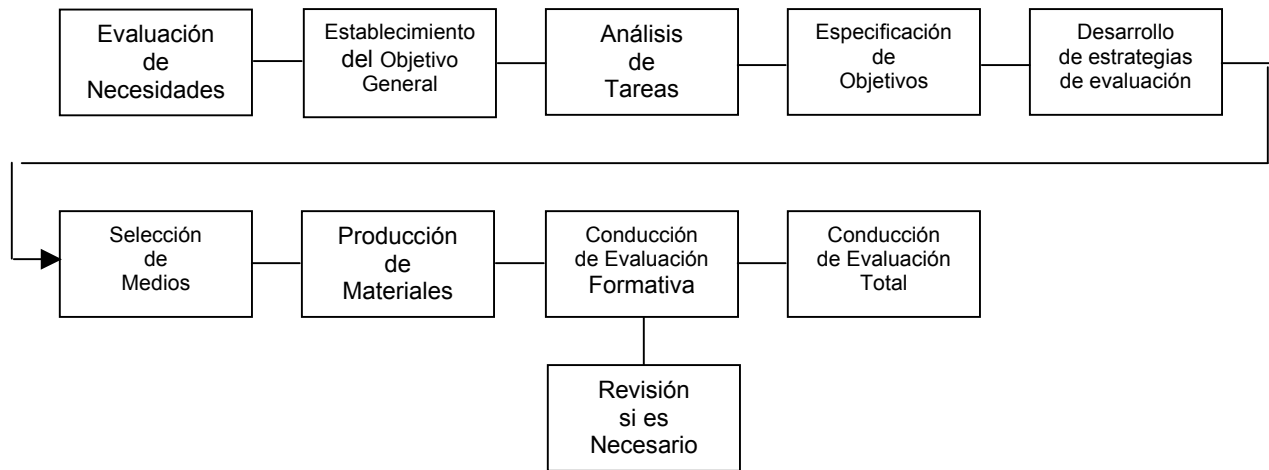 Evaluación
de
Necesidades
Establecimiento
del Objetivo
General
Análisis
de
Tareas
Especificación
de
Objetivos
Desarrollo
de estrategias
de evaluación
Selección
de
Medios
Producción
de
Materiales
Conducción
de Evaluación
Formativa
Conducción
de Evaluación
Total
Revisión
si es
Necesario